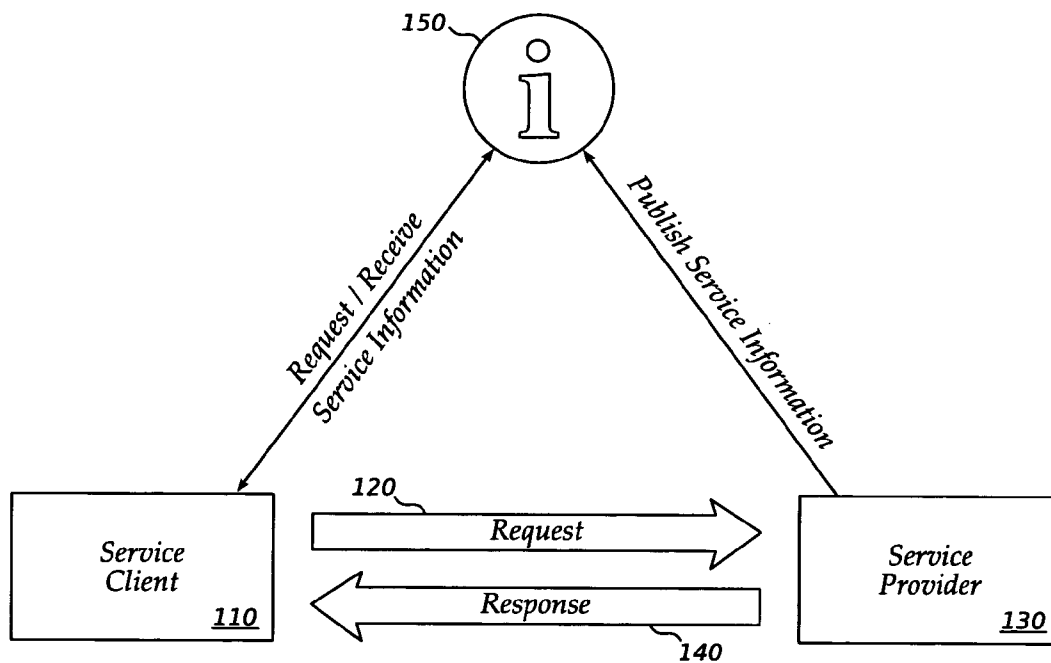 150
i
Request / Receive
Service Information
Publish Service Information
Service
Client
110
120
Request
Response
140
Service
Provider
130